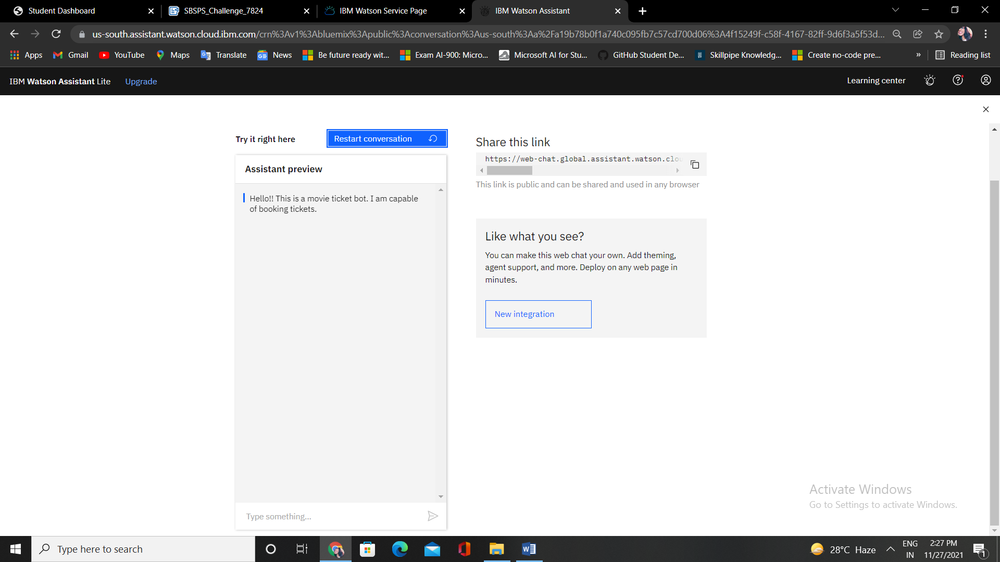 Student Dashboard
SBSPS_Challenge_7824
IBM Watson Service Page
IBM Watson Assistant
us-south.assistant.watson.cloud.ibm.com/crn%3Av1%3Abluemix%3Apublic%3Aconversation%3Aus-south%3Aa%2Fa19b78b0f1a740c095fb7c57cd700d06%3A4f15249f-c58f-4167-82ff-9d6f3a5f53d...
Apps
Gmail
YouTube
Maps
Translate
News
Be future ready wit...
Exam AI-900: Micro...
Microsoft AI for Stu...
GitHub Student De...
Skillpipe Knowledg...
Create no-code pre...
»
Reading list
IBM Watson Assistant Lite
Upgrade
Learning center
Try it right here
Restart conversation
Share this link
https://web-chat.global.assistant.watson.clou
This link is public and can be shared and used in any browser
Assistant preview
Hello!! This is a movie ticket bot. I am capable
of booking tickets.
Like what you see?
You can make this web chat your own. Add theming,
agent support, and more. Deploy on any web page in
minutes.
New integration
Activate Windows
Go to Settings to activate Windows.
Type something...
Type here to search
28°C Haze
ENG
IN
2:27 PM
11/27/2021
1